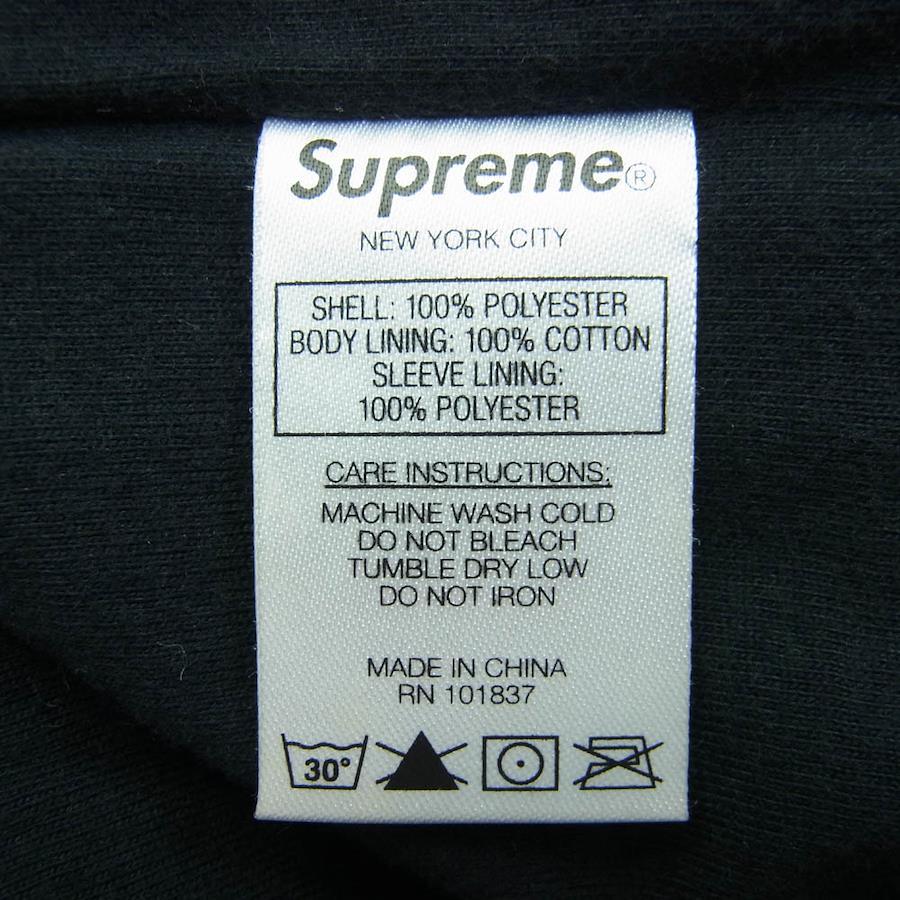 Supreme®
NEW YORK CITY
SHELL: 100% POLYESTER
BODY LINING: 100% COTTON
SLEEVE LINING:
100% POLYESTER
CARE INSTRUCTIONS:
MACHINE WASH COLD
DO NOT BLEACH
TUMBLE DRY LOW
DO NOT IRON
MADE IN CHINA
RN 101837
30°